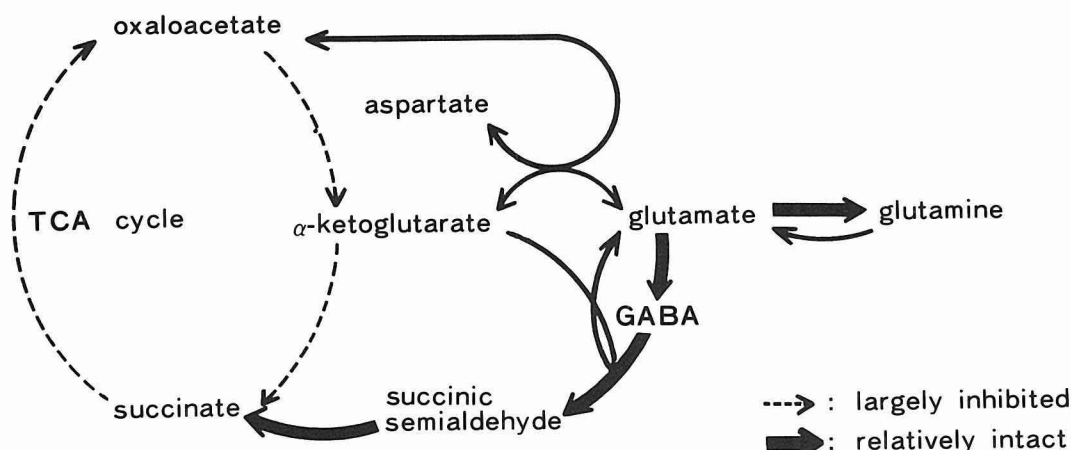 oxaloacetate
aspartate
TCA cycle
α-ketoglutarate
glutamate
glutamine
GABA
succinate
succinic
semialdehyde
: largely inhibited
: relatively intact